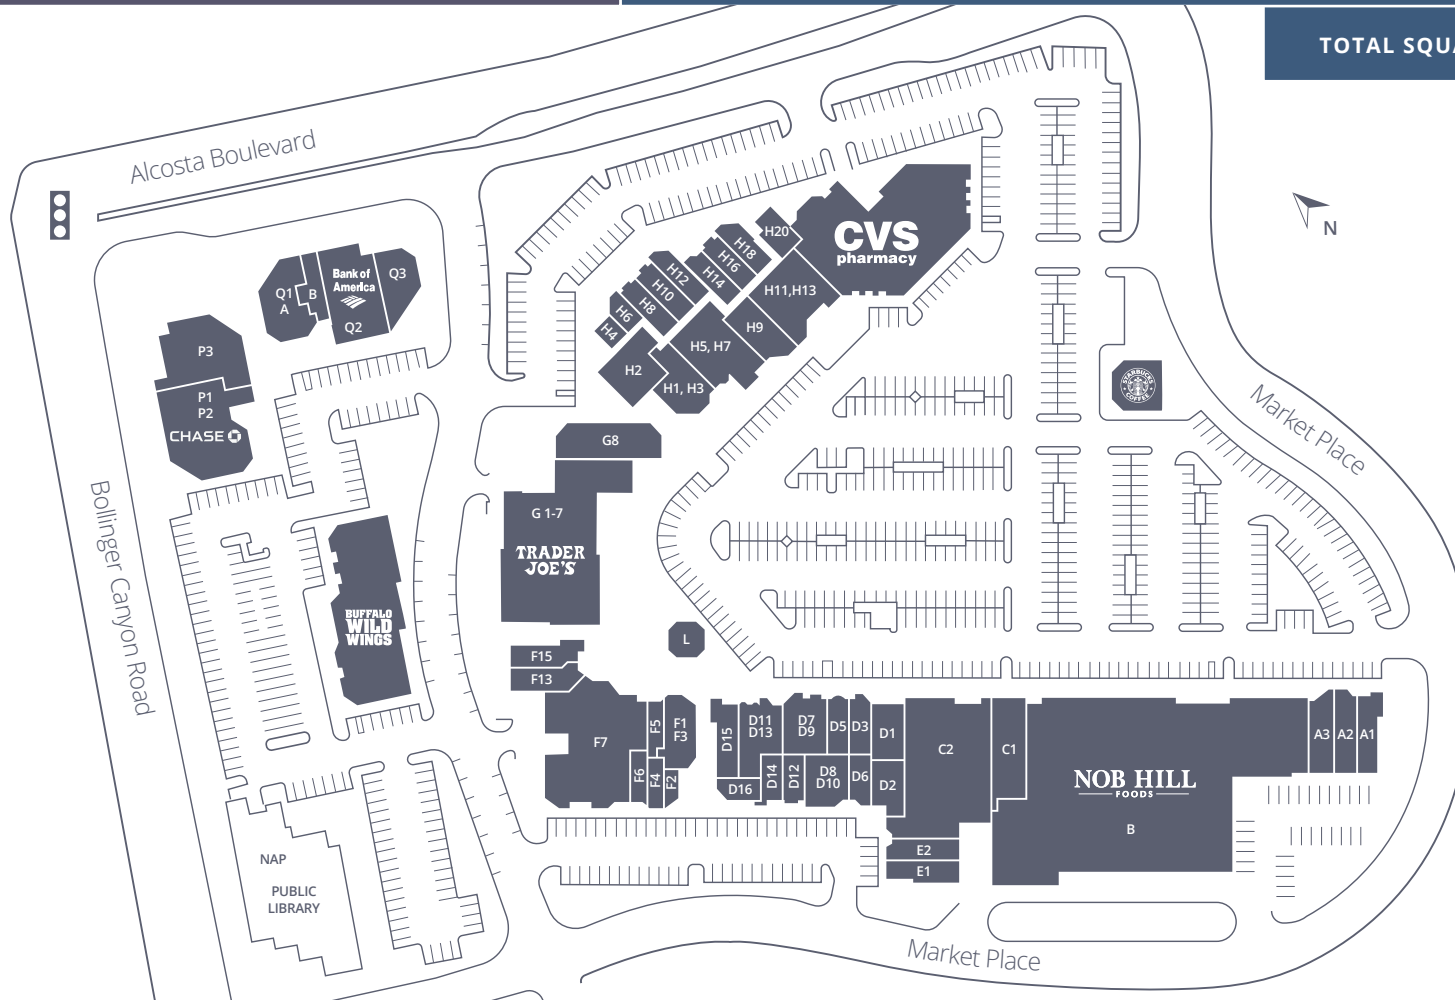 TOTAL SQUA
Alcosta Boulevard
N
Bollinger Canyon Road
Market Place
Market Place
Q1
A
B
Bank of
America
Q2
Q3
P3
P1
P2
CHASE
BUFFALO
WILD
WINGS
NAP
PUBLIC
LIBRARY
CVS
pharmacy
H20
H18
H16
H14
H12
H10
H8
H6
H4
H2
H1, H3
H5, H7
H9
H11,H13
STARBUCKS
COFFEE
G8
G 1-7
TRADER
JOE'S
L
F15
F13
F7
F5
F1
F3
F6
F4
F2
D15
D11
D13
D7
D9
D5
D3
D1
D16
D14
D12
D8
D10
D6
D2
C2
C1
E2
E1
NOB HILL
FOODS
B
A3
A2
A1